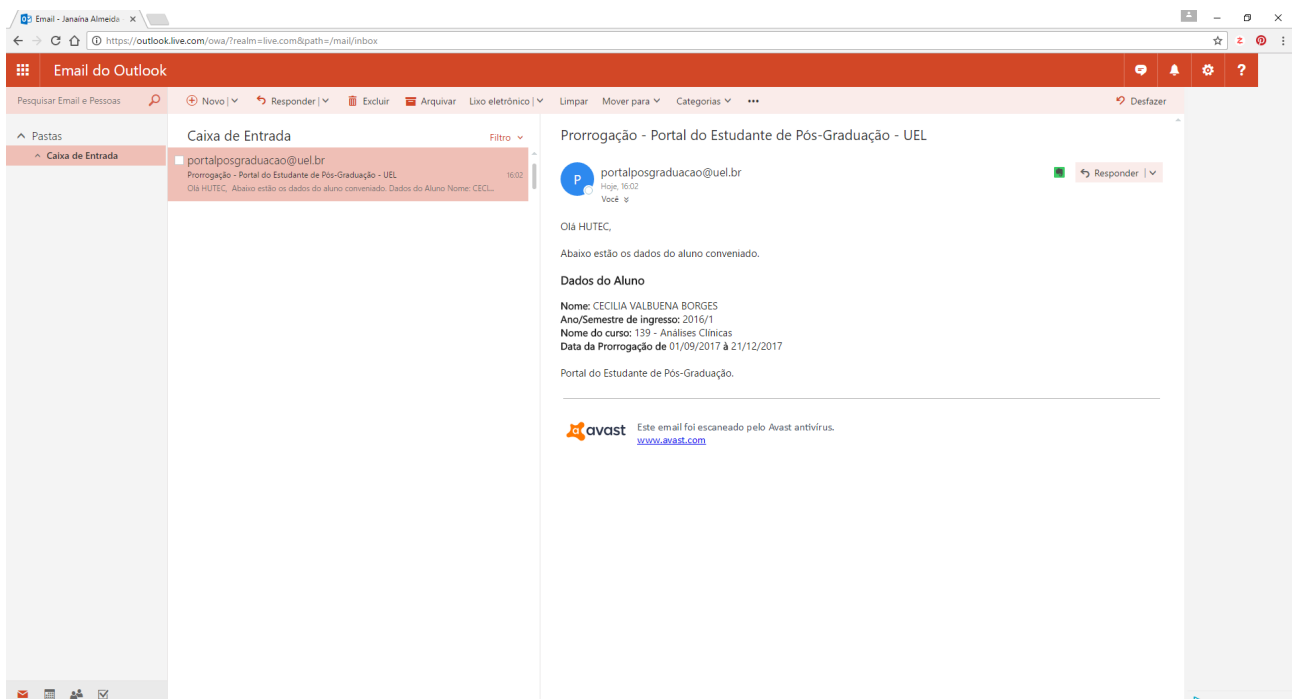 Email - Janaína Almeida
https://outlook.live.com/owa/?realm=live.com&path=/mail/inbox
Email do Outlook
?
Pesquisar Email e Pessoas
Novo
Responder
Excluir
Arquivar
Lixo eletrônico
Limpar
Mover para
Categorias
Desfazer
Pastas
Caixa de Entrada
Caixa de Entrada
Filtro
portalposgraduacao@uel.br
Prorrogação - Portal do Estudante de Pós-Graduação - UEL 16:02
Olá HUTEC, Abaixo estão os dados do aluno conveniado. Dados do Aluno Nome: CECIL...
Prorrogação - Portal do Estudante de Pós-Graduação - UEL
P
portalposgraduacao@uel.br
Hoje, 16:02
Você
Responder
Olá HUTEC,
Abaixo estão os dados do aluno conveniado.
Dados do Aluno
Nome: CECILIA VALBUENA BORGES
Ano/Semestre de ingresso: 2016/1
Nome do curso: 139 - Análises Clínicas
Data da Prorrogação de 01/09/2017 à 21/12/2017
Portal do Estudante de Pós-Graduação.
avast
Este email foi escaneado pelo Avast antivírus.
www.avast.com